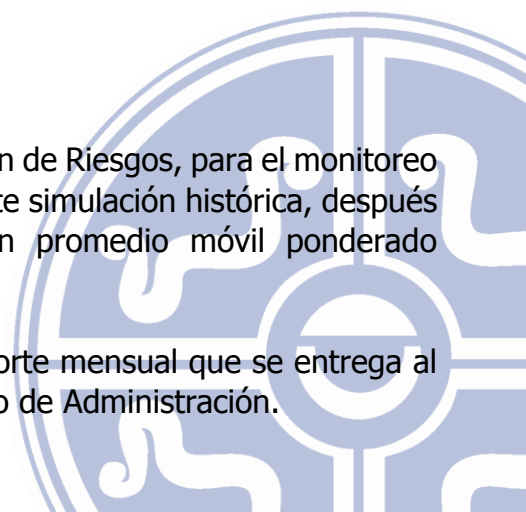 n de Riesgos, para el monitoreo
te simulación histórica, después
n promedio móvil ponderado
orte mensual que se entrega al
o de Administración.